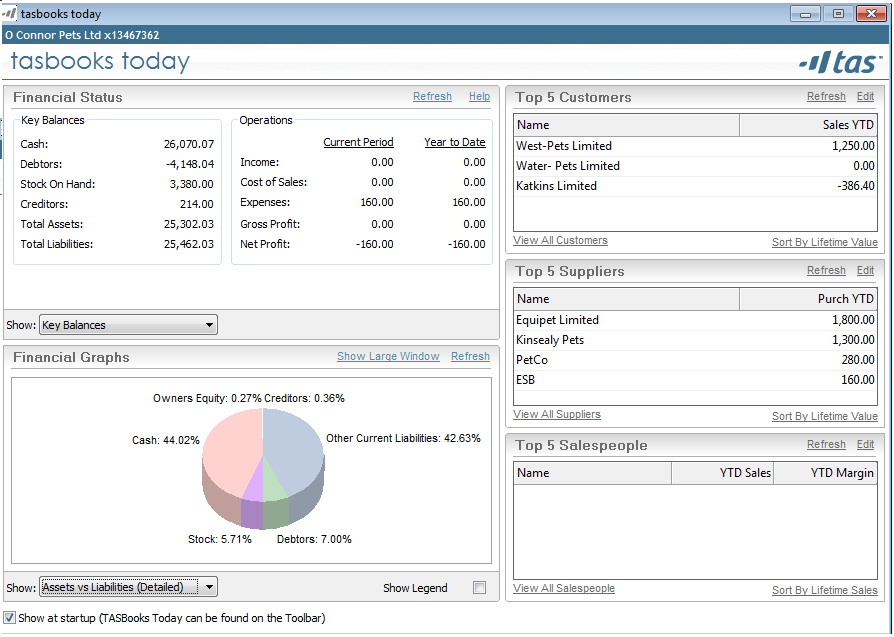 tasbooks today
O Connor Pets Ltd x13467362
tasbooks today
tas
Financial Status Refresh Help
Key Balances
Cash: 26,070.07
Debtors: -4,148.04
Stock On Hand: 3,380.00
Creditors: 214.00
Total Assets: 25,302.03
Total Liabilities: 25,462.03
Operations
Current Period Year to Date
Income: 0.00 0.00
Cost of Sales: 0.00 0.00
Expenses: 160.00 160.00
Gross Profit: 0.00 0.00
Net Profit: -160.00 -160.00
Show: Key Balances
Financial Graphs Show Large Window Refresh
Owners Equity: 0.27% Creditors: 0.36%
Cash: 44.02% Other Current Liabilities: 42.63%
Stock: 5.71% Debtors: 7.00%
Show: Assets vs Liabilities (Detailed) Show Legend
Top 5 Customers Refresh Edit
Name Sales YTD
West-Pets Limited 1,250.00
Water- Pets Limited 0.00
Katkins Limited -386.40
View All Customers Sort By Lifetime Value
Top 5 Suppliers Refresh Edit
Name Purch YTD
Equipet Limited 1,800.00
Kinsealy Pets 1,300.00
PetCo 280.00
ESB 160.00
View All Suppliers Sort By Lifetime Value
Top 5 Salespeople Refresh Edit
Name YTD Sales YTD Margin
View All Salespeople Sort By Lifetime Sales
Show at startup (TASBooks Today can be found on the Toolbar)